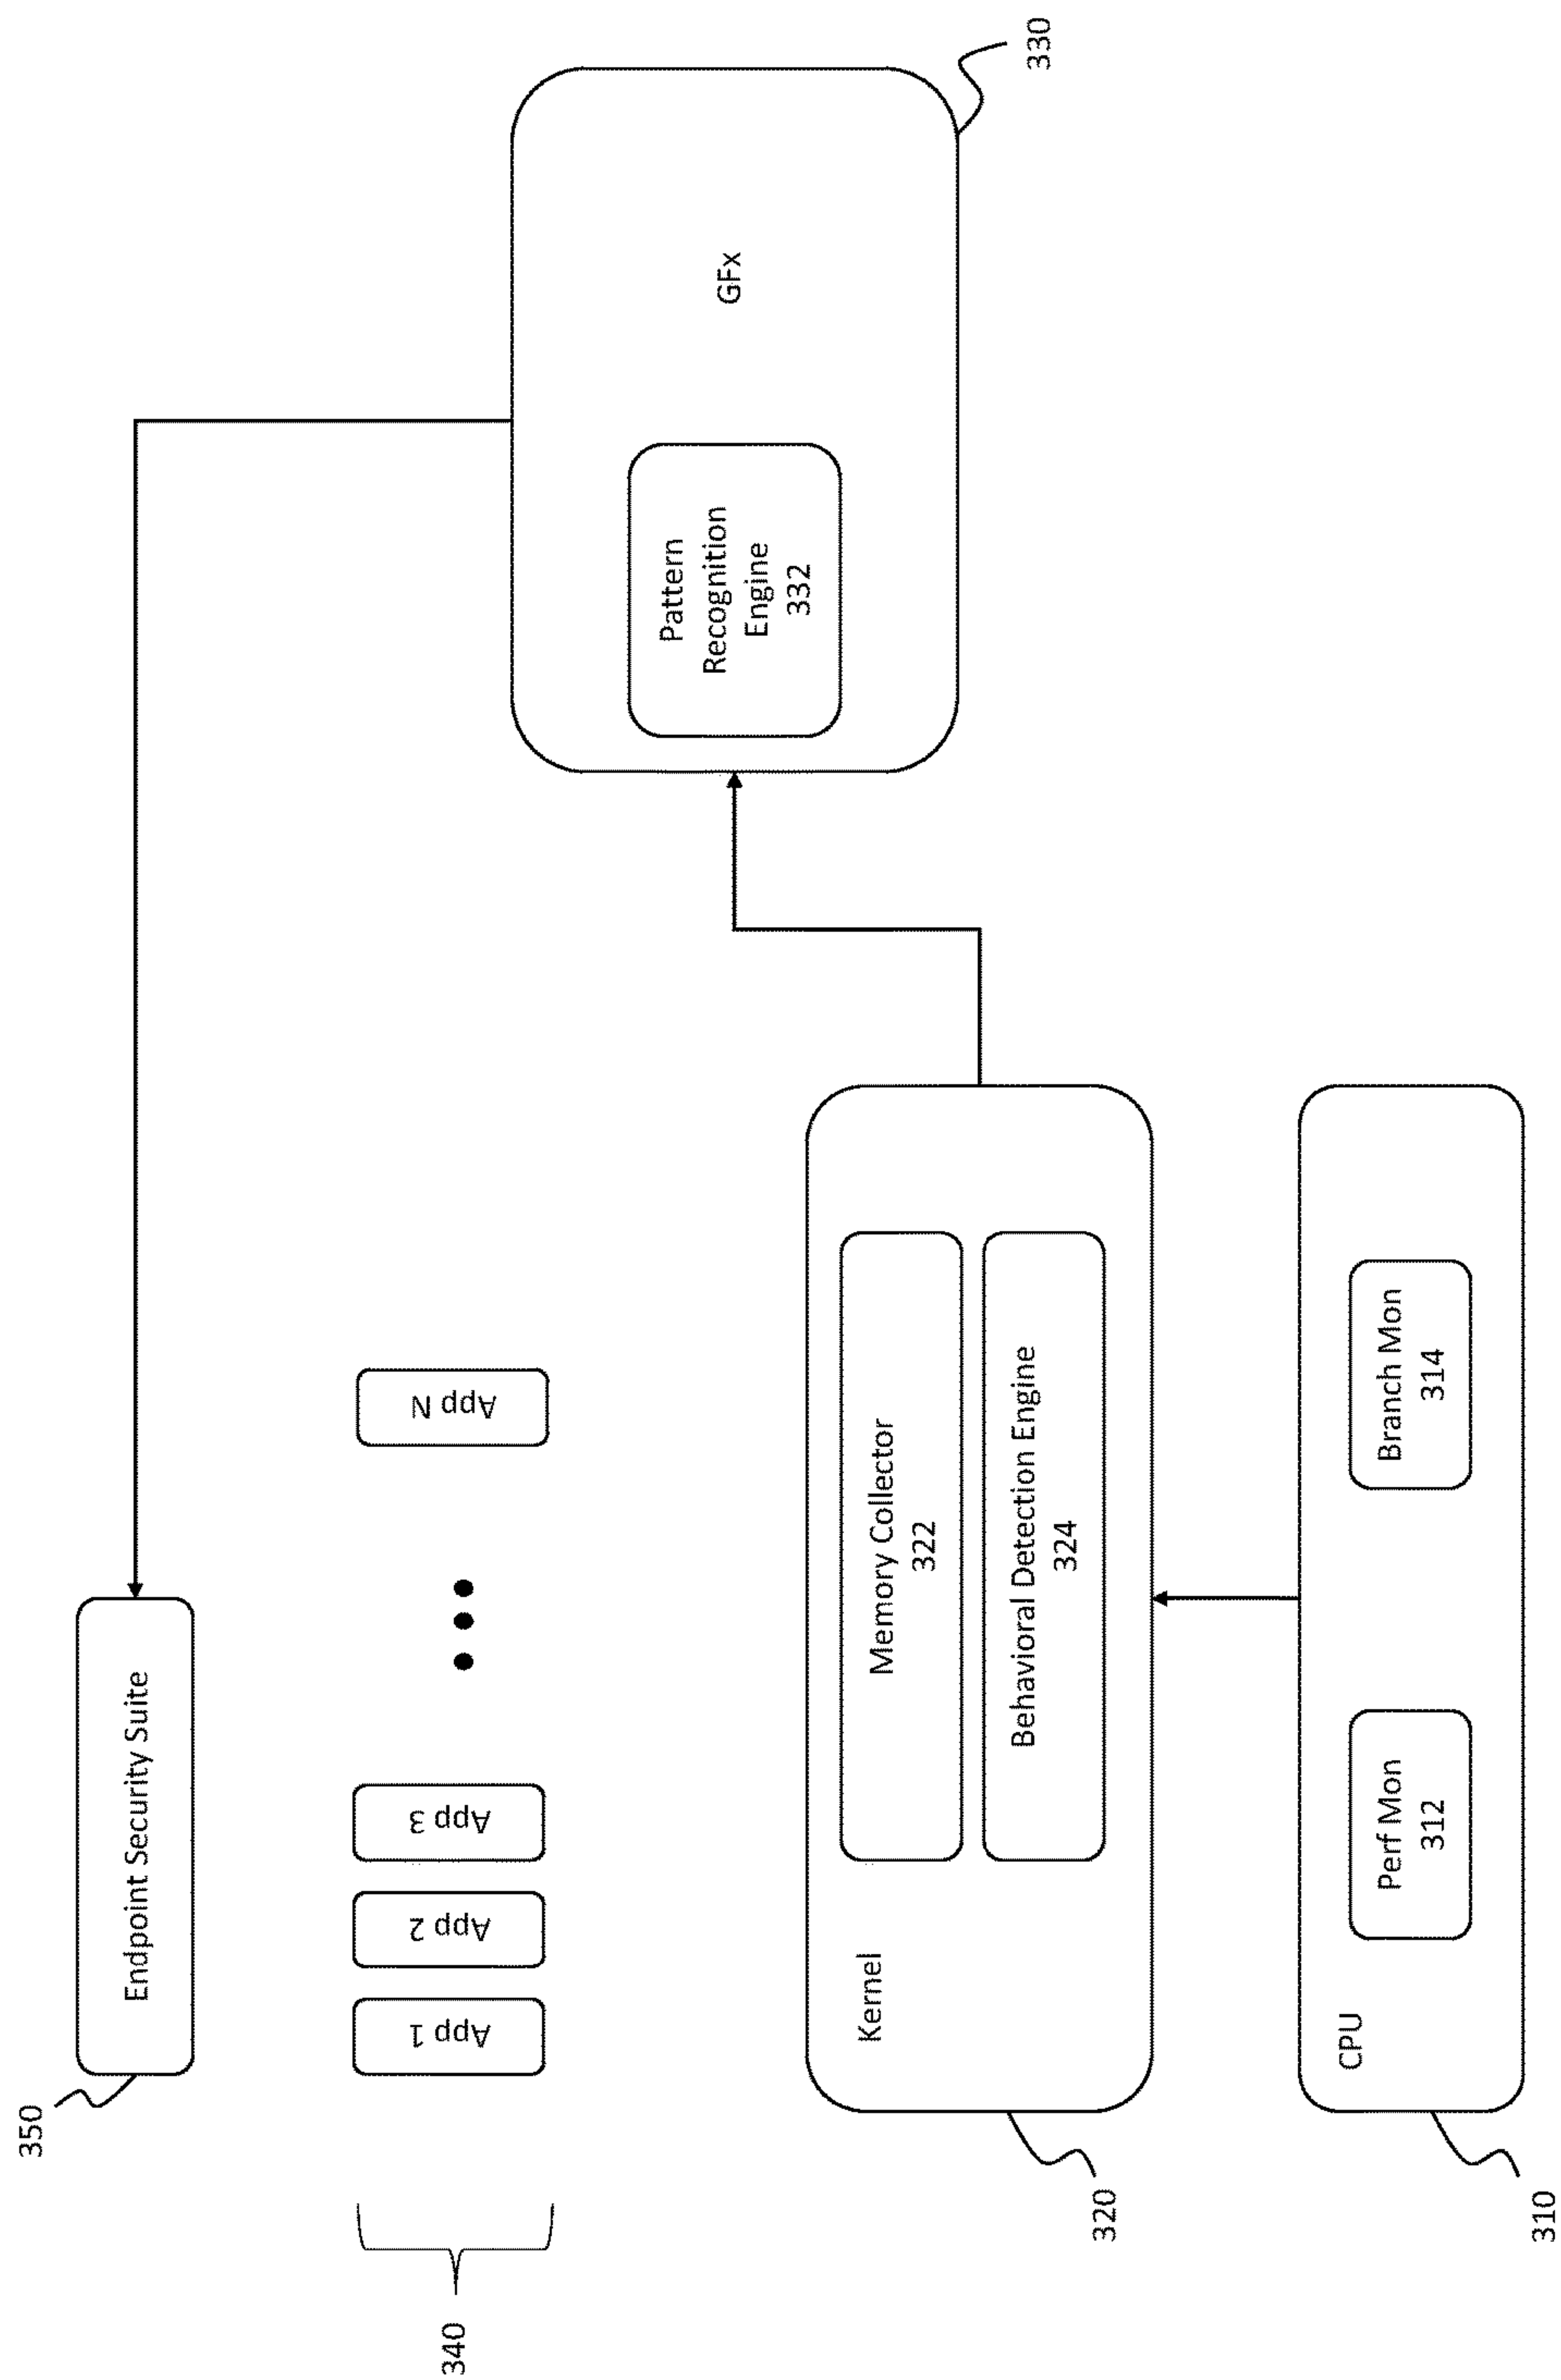 350
Endpoint Security Suite
340
App 1
App 2
App 3
App N
GFx
Pattern
Recognition
Engine
332
330
Kernel
Memory Collector
322
Behavioral Detection Engine
324
320
CPU
Perf Mon
312
Branch Mon
314
310